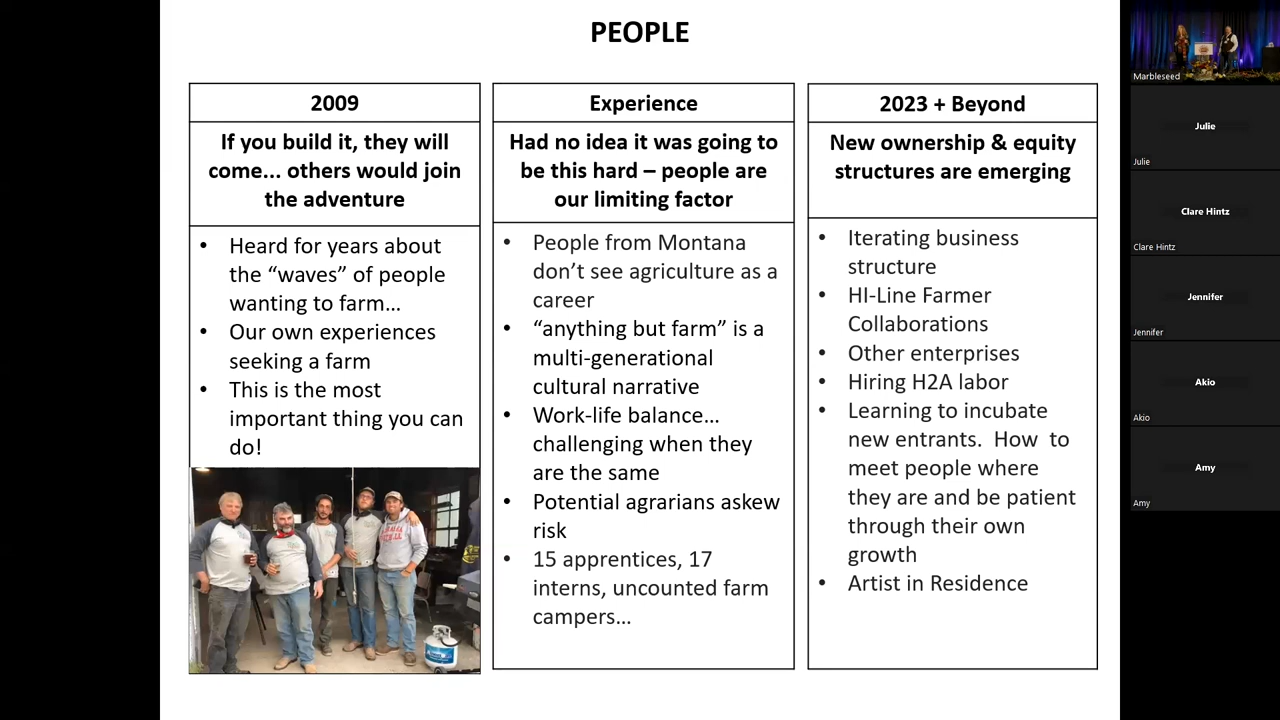 PEOPLE
2009
If you build it, they will
come... others would join
the adventure
• Heard for years about
the “waves” of people
wanting to farm…
• Our own experiences
seeking a farm
• This is the most
important thing you can
do!
Experience
Had no idea it was going to
be this hard – people are
our limiting factor
• People from Montana
don’t see agriculture as a
career
• “anything but farm” is a
multi-generational
cultural narrative
• Work-life balance…
challenging when they
are the same
• Potential agrarians askew
risk
• 15 apprentices, 17
interns, uncounted farm
campers…
2023 + Beyond
New ownership & equity
structures are emerging
• Iterating business
structure
• HI-Line Farmer
Collaborations
• Other enterprises
• Hiring H2A labor
• Learning to incubate
new entrants.  How  to
meet people where
they are and be patient
through their own
growth
• Artist in Residence
Marbleseed
Julie
Julie
Clare Hintz
Clare Hintz
Jennifer
Jennifer
Akio
Akio
Amy
Amy